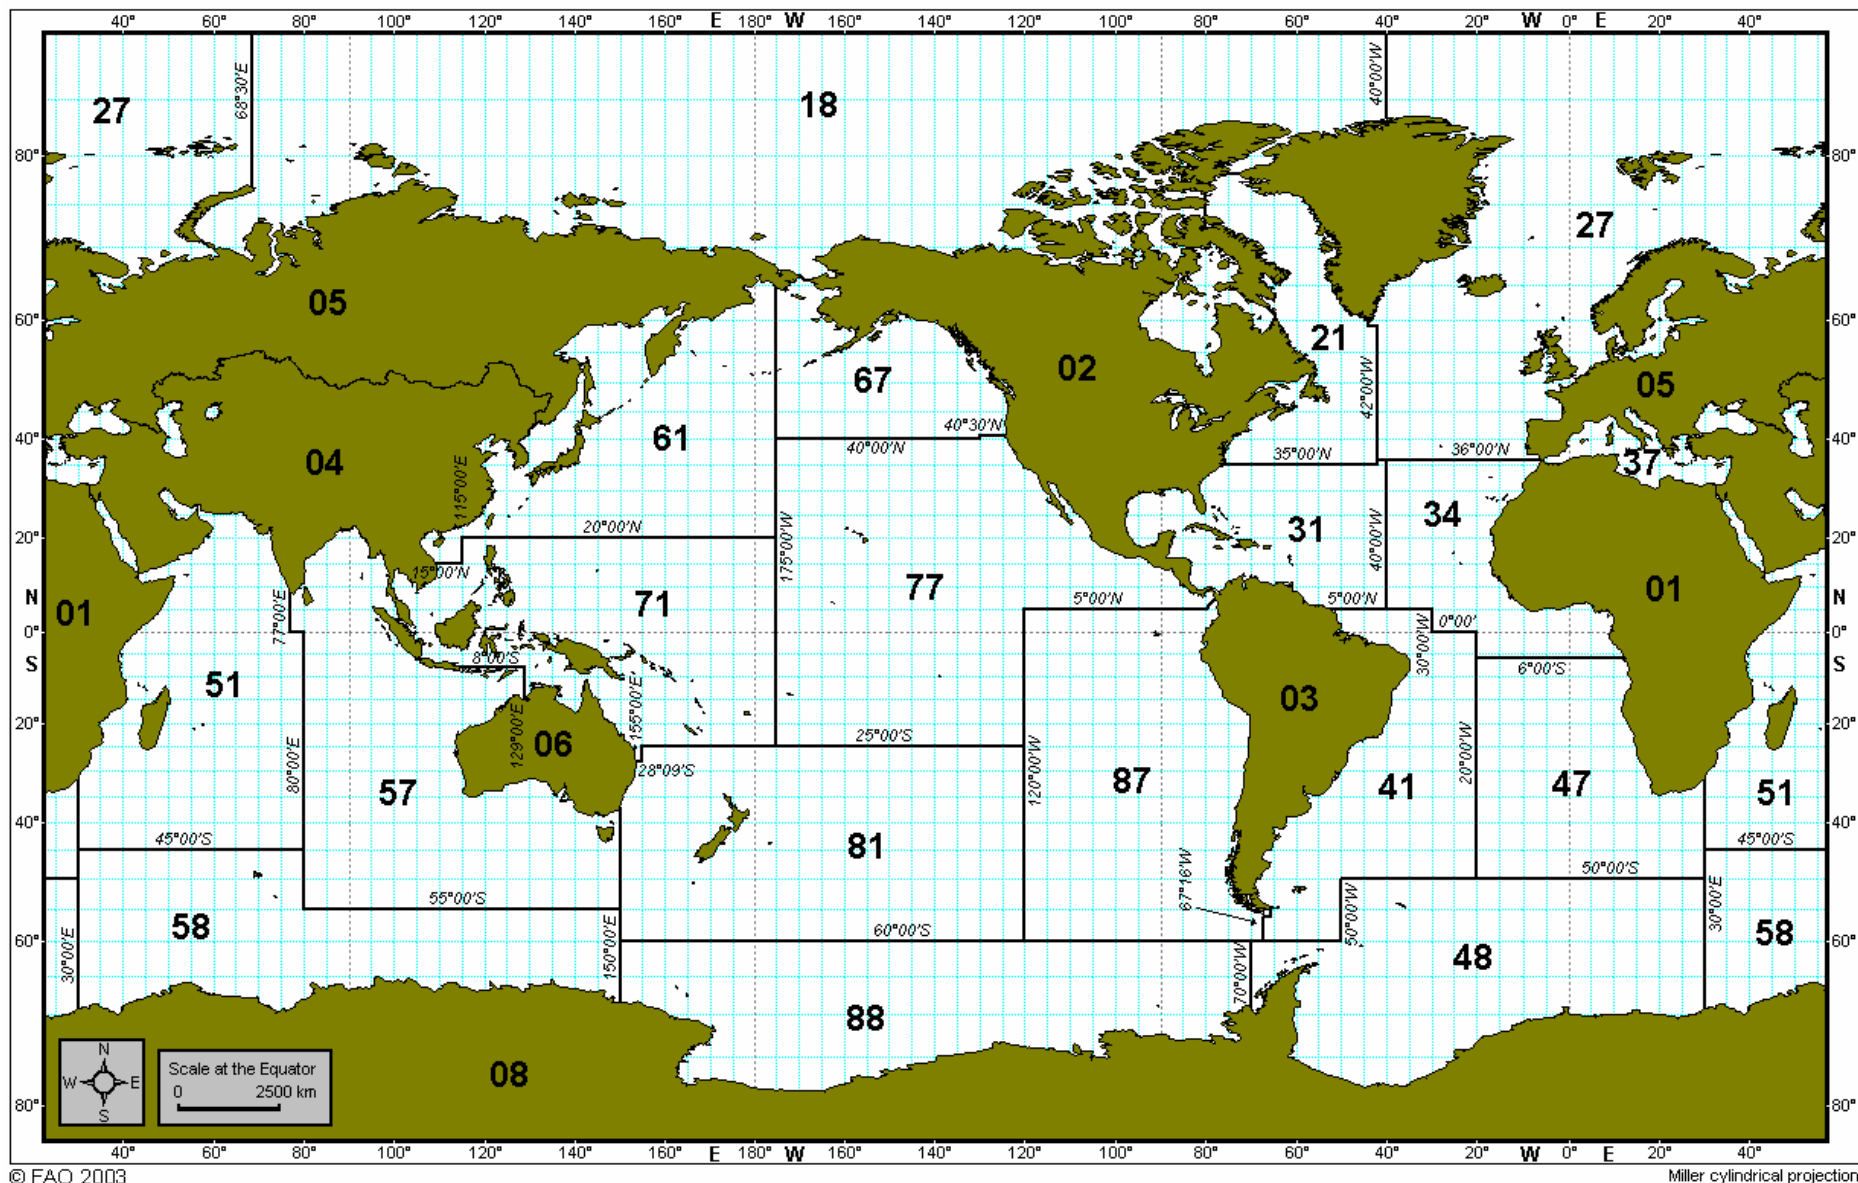 40° 60° 80° 100° 120° 140° 160° E 180° W 160° 140° 120° 100° 80° 60° 40° 20° W 0° E 20° 40°
27
68°30'E
18
40°00'W
80° 80°
27
05
60° 60°
21
02
67
05
42°00'W
61
40°30'N
40° 40°
40°00'N
35°00'N
36°00'N
37
04
115°00'E
34
31
20°00'N
175°00'W
40°00'W
20° 20°
15°00'N
77
01
71
5°00'N
5°00'N
01
N N
77°00'E
30°00'W
0°00'
0° 0°
S S
8°00'S
6°00'S
51
03
155°00'E
129°00'E
06
20° 20°
80°00'E
25°00'S
20°00'W
28°09'S
120°00'W
57
87
41
47
51
40° 40°
45°00'S
81
45°00'S
67°16'W
50°00'S
55°00'S
58
60°00'S
50°00'W
30°00'E
58
60° 60°
30°00'E
150°00'E
70°00'W
48
88
N
W E
S
Scale at the Equator
0 2500 km
08
80° 80°
40° 60° 80° 100° 120° 140° 160° E 180° W 160° 140° 120° 100° 80° 60° 40° 20° W 0° E 20° 40°
© FAO 2003
Miller cylindrical projection